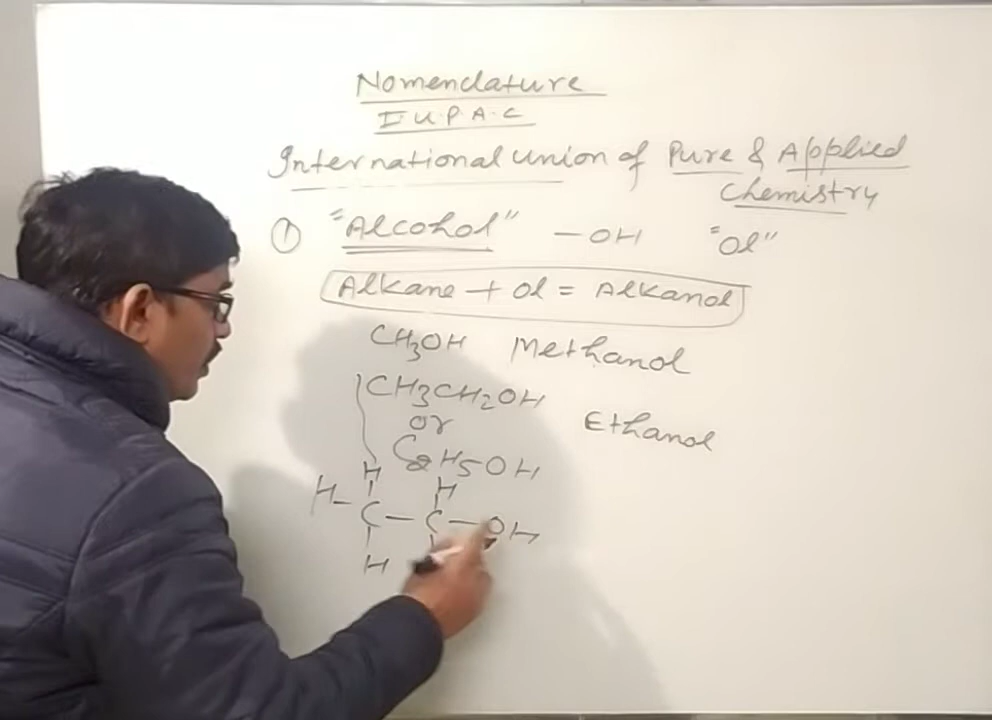 Nomenclature
I.U.P.A.C
International union of Pure & Applied
Chemistry
① "Alcohol" —OH "Ol"
Alkane + Ol = Alkanol
CH3OH Methanol
CH3CH2OH
or Ethanol
C2H5OH
H H
H-C-C-OH
H